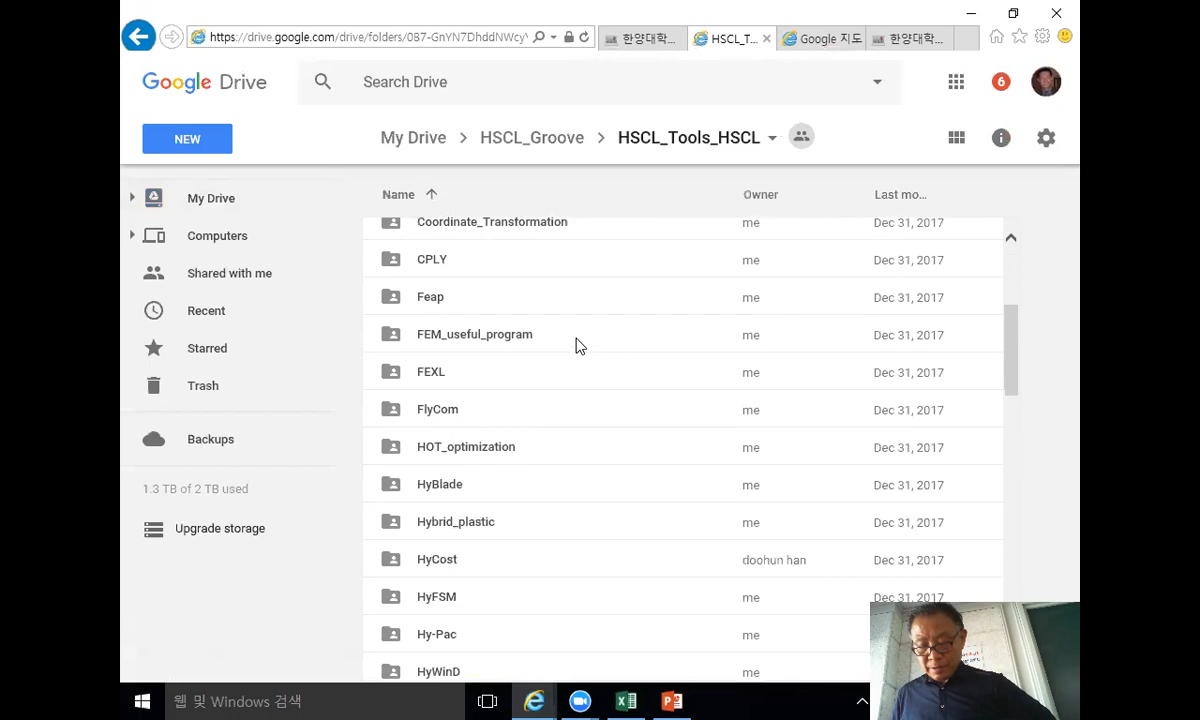 https://drive.google.com/drive/folders/0B7-GnYN7DhddNWcyV
한양대학...
HSCL_T...
Google 지도
한양대학...
Google Drive
Search Drive
6
NEW
My Drive > HSCL_Groove > HSCL_Tools_HSCL
My Drive
Computers
Shared with me
Recent
Starred
Trash
Backups
1.3 TB of 2 TB used
Upgrade storage
Name Owner Last mo...
Coordinate_Transformation me Dec 31, 2017
CPLY me Dec 31, 2017
Feap me Dec 31, 2017
FEM_useful_program me Dec 31, 2017
FEXL me Dec 31, 2017
FlyCom me Dec 31, 2017
HOT_optimization me Dec 31, 2017
HyBlade me Dec 31, 2017
Hybrid_plastic me Dec 31, 2017
HyCost doohun han Dec 31, 2017
HyFSM me Dec 31, 2017
Hy-Pac me
HyWinD me
웹 및 Windows 검색